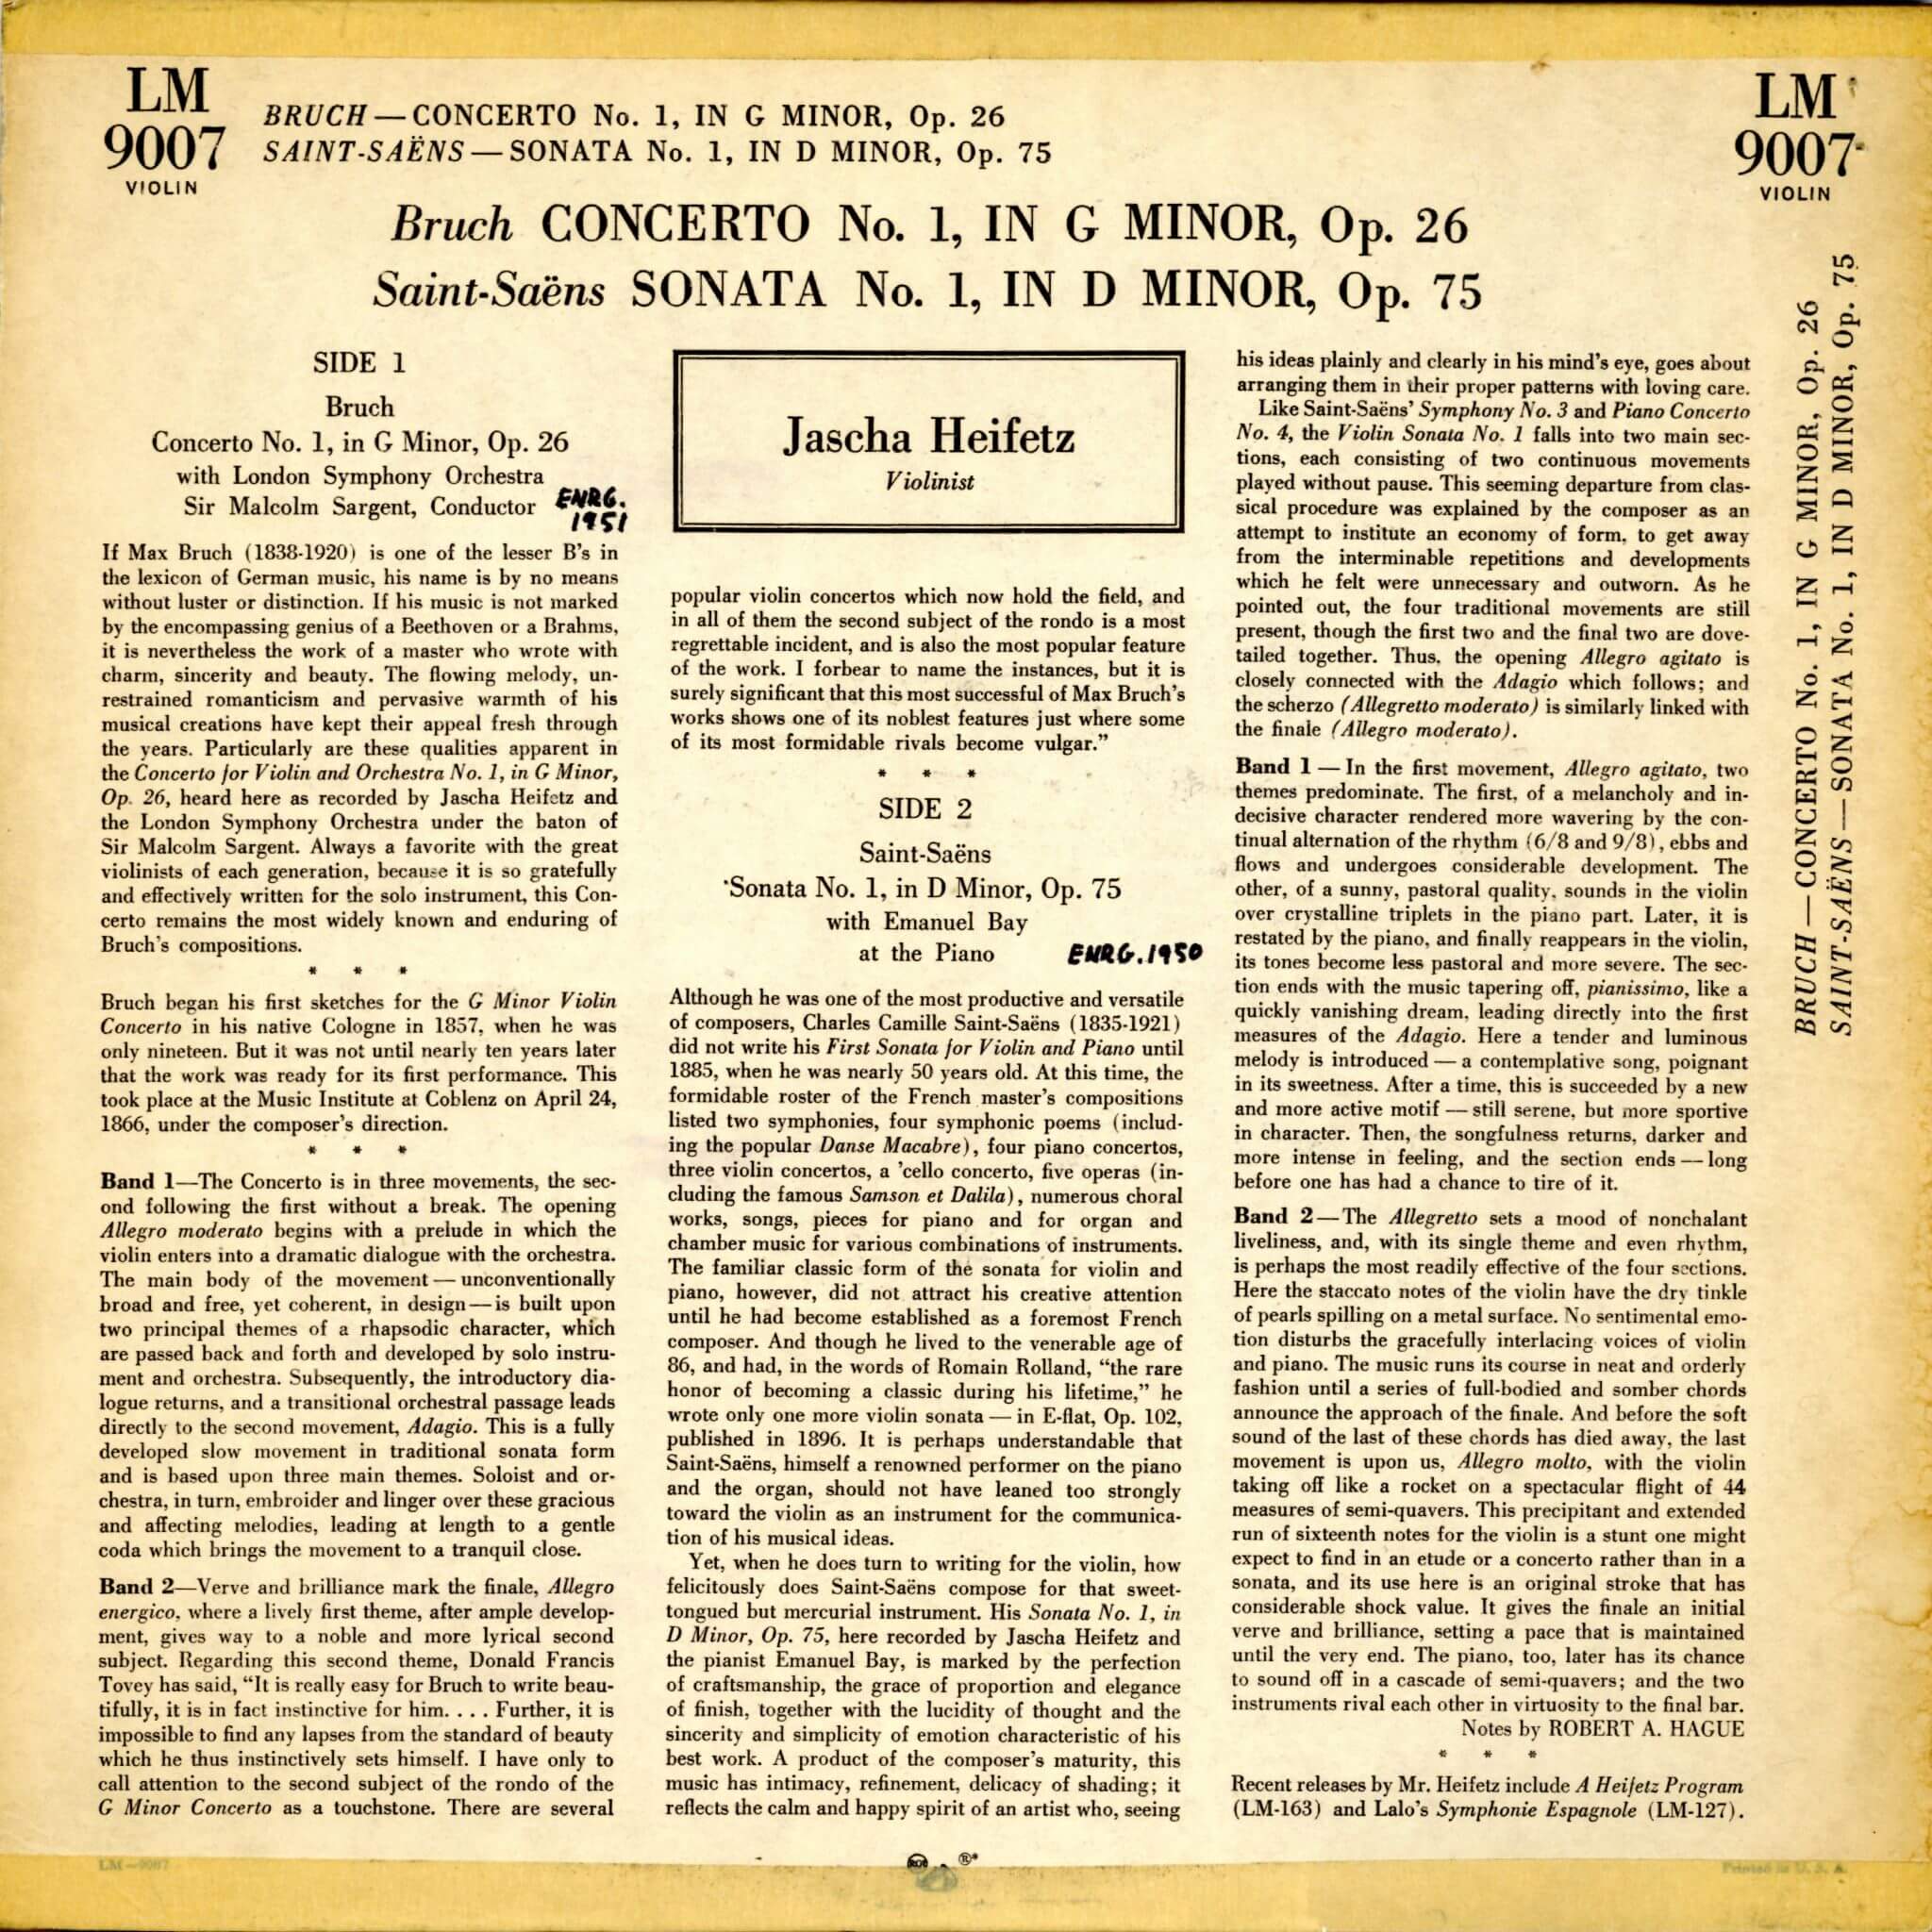 LM
9007
VIOLIN
BRUCH — CONCERTO No. 1, IN G MINOR, Op. 26
SAINT-SAËNS — SONATA No. 1, IN D MINOR, Op. 75
LM
9007
VIOLIN
Bruch CONCERTO No. 1, IN G MINOR, Op. 26
Saint-Saëns SONATA No. 1, IN D MINOR, Op. 75
SIDE 1
Bruch
Concerto No. 1, in G Minor, Op. 26
with London Symphony Orchestra
Sir Malcolm Sargent, Conductor
ENRG.
1951
If Max Bruch (1838-1920) is one of the lesser B's in
the lexicon of German music, his name is by no means
without luster or distinction. If his music is not marked
by the encompassing genius of a Beethoven or a Brahms,
it is nevertheless the work of a master who wrote with
charm, sincerity and beauty. The flowing melody, un-
restrained romanticism and pervasive warmth of his
musical creations have kept their appeal fresh through
the years. Particularly are these qualities apparent in
the Concerto for Violin and Orchestra No. 1, in G Minor,
Op. 26, heard here as recorded by Jascha Heifetz and
the London Symphony Orchestra under the baton of
Sir Malcolm Sargent. Always a favorite with the great
violinists of each generation, because it is so gratefully
and effectively written for the solo instrument, this Con-
certo remains the most widely known and enduring of
Bruch's compositions.
* * *
Bruch began his first sketches for the G Minor Violin
Concerto in his native Cologne in 1857, when he was
only nineteen. But it was not until nearly ten years later
that the work was ready for its first performance. This
took place at the Music Institute at Coblenz on April 24,
1866, under the composer's direction.
* * *
Band 1—The Concerto is in three movements, the sec-
ond following the first without a break. The opening
Allegro moderato begins with a prelude in which the
violin enters into a dramatic dialogue with the orchestra.
The main body of the movement — unconventionally
broad and free, yet coherent, in design — is built upon
two principal themes of a rhapsodic character, which
are passed back and forth and developed by solo instru-
ment and orchestra. Subsequently, the introductory dia-
logue returns, and a transitional orchestral passage leads
directly to the second movement, Adagio. This is a fully
developed slow movement in traditional sonata form
and is based upon three main themes. Soloist and or-
chestra, in turn, embroider and linger over these gracious
and affecting melodies, leading at length to a gentle
coda which brings the movement to a tranquil close.
Band 2—Verve and brilliance mark the finale, Allegro
energico, where a lively first theme, after ample develop-
ment, gives way to a noble and more lyrical second
subject. Regarding this second theme, Donald Francis
Tovey has said, "It is really easy for Bruch to write beau-
tifully, it is in fact instinctive for him. . . . Further, it is
impossible to find any lapses from the standard of beauty
which he thus instinctively sets himself. I have only to
call attention to the second subject of the rondo of the
G Minor Concerto as a touchstone. There are several
Jascha Heifetz
Violinist
popular violin concertos which now hold the field, and
in all of them the second subject of the rondo is a most
regrettable incident, and is also the most popular feature
of the work. I forbear to name the instances, but it is
surely significant that this most successful of Max Bruch's
works shows one of its noblest features just where some
of its most formidable rivals become vulgar."
* * *
SIDE 2
Saint-Saëns
Sonata No. 1, in D Minor, Op. 75
with Emanuel Bay
at the Piano
ENRG. 1950
Although he was one of the most productive and versatile
of composers, Charles Camille Saint-Saëns (1835-1921)
did not write his First Sonata for Violin and Piano until
1885, when he was nearly 50 years old. At this time, the
formidable roster of the French master's compositions
listed two symphonies, four symphonic poems (includ-
ing the popular Danse Macabre), four piano concertos,
three violin concertos, a 'cello concerto, five operas (in-
cluding the famous Samson et Dalila), numerous choral
works, songs, pieces for piano and for organ and
chamber music for various combinations of instruments.
The familiar classic form of the sonata for violin and
piano, however, did not attract his creative attention
until he had become established as a foremost French
composer. And though he lived to the venerable age of
86, and had, in the words of Romain Rolland, "the rare
honor of becoming a classic during his lifetime," he
wrote only one more violin sonata — in E-flat, Op. 102,
published in 1896. It is perhaps understandable that
Saint-Saëns, himself a renowned performer on the piano
and the organ, should not have leaned too strongly
toward the violin as an instrument for the communica-
tion of his musical ideas.
Yet, when he does turn to writing for the violin, how
felicitously does Saint-Saëns compose for that sweet-
tongued but mercurial instrument. His Sonata No. 1, in
D Minor, Op. 75, here recorded by Jascha Heifetz and
the pianist Emanuel Bay, is marked by the perfection
of craftsmanship, the grace of proportion and elegance
of finish, together with the lucidity of thought and the
sincerity and simplicity of emotion characteristic of his
best work. A product of the composer's maturity, this
music has intimacy, refinement, delicacy of shading; it
reflects the calm and happy spirit of an artist who, seeing
his ideas plainly and clearly in his mind's eye, goes about
arranging them in their proper patterns with loving care.
Like Saint-Saëns' Symphony No. 3 and Piano Concerto
No. 4, the Violin Sonata No. 1 falls into two main sec-
tions, each consisting of two continuous movements
played without pause. This seeming departure from clas-
sical procedure was explained by the composer as an
attempt to institute an economy of form, to get away
from the interminable repetitions and developments
which he felt were unnecessary and outworn. As he
pointed out, the four traditional movements are still
present, though the first two and the final two are dove-
tailed together. Thus, the opening Allegro agitato is
closely connected with the Adagio which follows; and
the scherzo (Allegretto moderato) is similarly linked with
the finale (Allegro moderato).
Band 1 — In the first movement, Allegro agitato, two
themes predominate. The first, of a melancholy and in-
decisive character rendered more wavering by the con-
tinual alternation of the rhythm (6/8 and 9/8), ebbs and
flows and undergoes considerable development. The
other, of a sunny, pastoral quality, sounds in the violin
over crystalline triplets in the piano part. Later, it is
restated by the piano, and finally reappears in the violin,
its tones become less pastoral and more severe. The sec-
tion ends with the music tapering off, pianissimo, like a
quickly vanishing dream, leading directly into the first
measures of the Adagio. Here a tender and luminous
melody is introduced — a contemplative song, poignant
in its sweetness. After a time, this is succeeded by a new
and more active motif — still serene, but more sportive
in character. Then, the songfulness returns, darker and
more intense in feeling, and the section ends — long
before one has had a chance to tire of it.
Band 2—The Allegretto sets a mood of nonchalant
liveliness, and, with its single theme and even rhythm,
is perhaps the most readily effective of the four sections.
Here the staccato notes of the violin have the dry tinkle
of pearls spilling on a metal surface. No sentimental emo-
tion disturbs the gracefully interlacing voices of violin
and piano. The music runs its course in neat and orderly
fashion until a series of full-bodied and somber chords
announce the approach of the finale. And before the soft
sound of the last of these chords has died away, the last
movement is upon us, Allegro molto, with the violin
taking off like a rocket on a spectacular flight of 44
measures of semi-quavers. This precipitant and extended
run of sixteenth notes for the violin is a stunt one might
expect to find in an etude or a concerto rather than in a
sonata, and its use here is an original stroke that has
considerable shock value. It gives the finale an initial
verve and brilliance, setting a pace that is maintained
until the very end. The piano, too, later has its chance
to sound off in a cascade of semi-quavers; and the two
instruments rival each other in virtuosity to the final bar.
Notes by ROBERT A. HAGUE
* * *
Recent releases by Mr. Heifetz include A Heifetz Program
(LM-163) and Lalo's Symphonie Espagnole (LM-127).
BRUCH — CONCERTO No. 1, IN G MINOR, Op. 26
SAINT-SAËNS — SONATA No. 1, IN D MINOR, Op. 75
LM—9007
®
Printed in U. S. A.